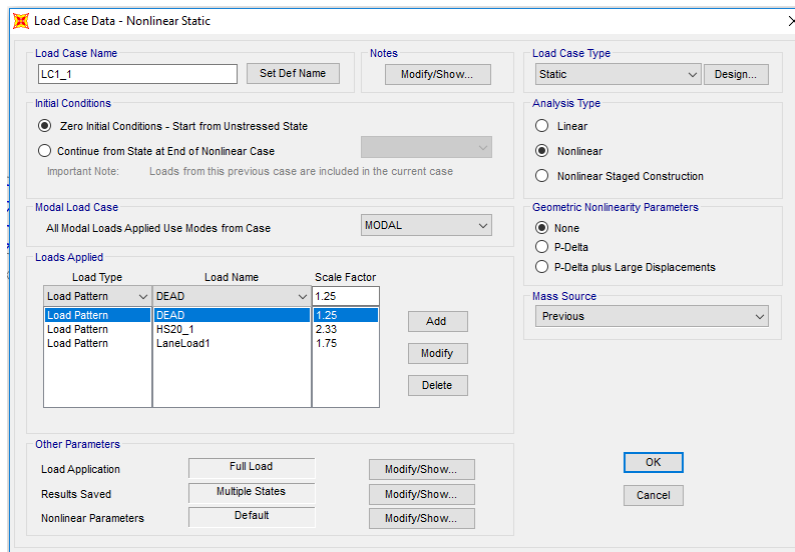 Load Case Data - Nonlinear Static
Load Case Name
LC1_1
Set Def Name
Notes
Modify/Show...
Load Case Type
Static
Design...
Initial Conditions
Zero Initial Conditions - Start from Unstressed State
Continue from State at End of Nonlinear Case
Important Note: Loads from this previous case are included in the current case
Analysis Type
Linear
Nonlinear
Nonlinear Staged Construction
Modal Load Case
All Modal Loads Applied Use Modes from Case
MODAL
Geometric Nonlinearity Parameters
None
P-Delta
P-Delta plus Large Displacements
Loads Applied
Load Type Load Name Scale Factor
Load Pattern DEAD 1.25
Load Pattern DEAD 1.25
Load Pattern HS20_1 2.33
Load Pattern LaneLoad1 1.75
Add
Modify
Delete
Mass Source
Previous
Other Parameters
Load Application Full Load Modify/Show...
Results Saved Multiple States Modify/Show...
Nonlinear Parameters Default Modify/Show...
OK
Cancel